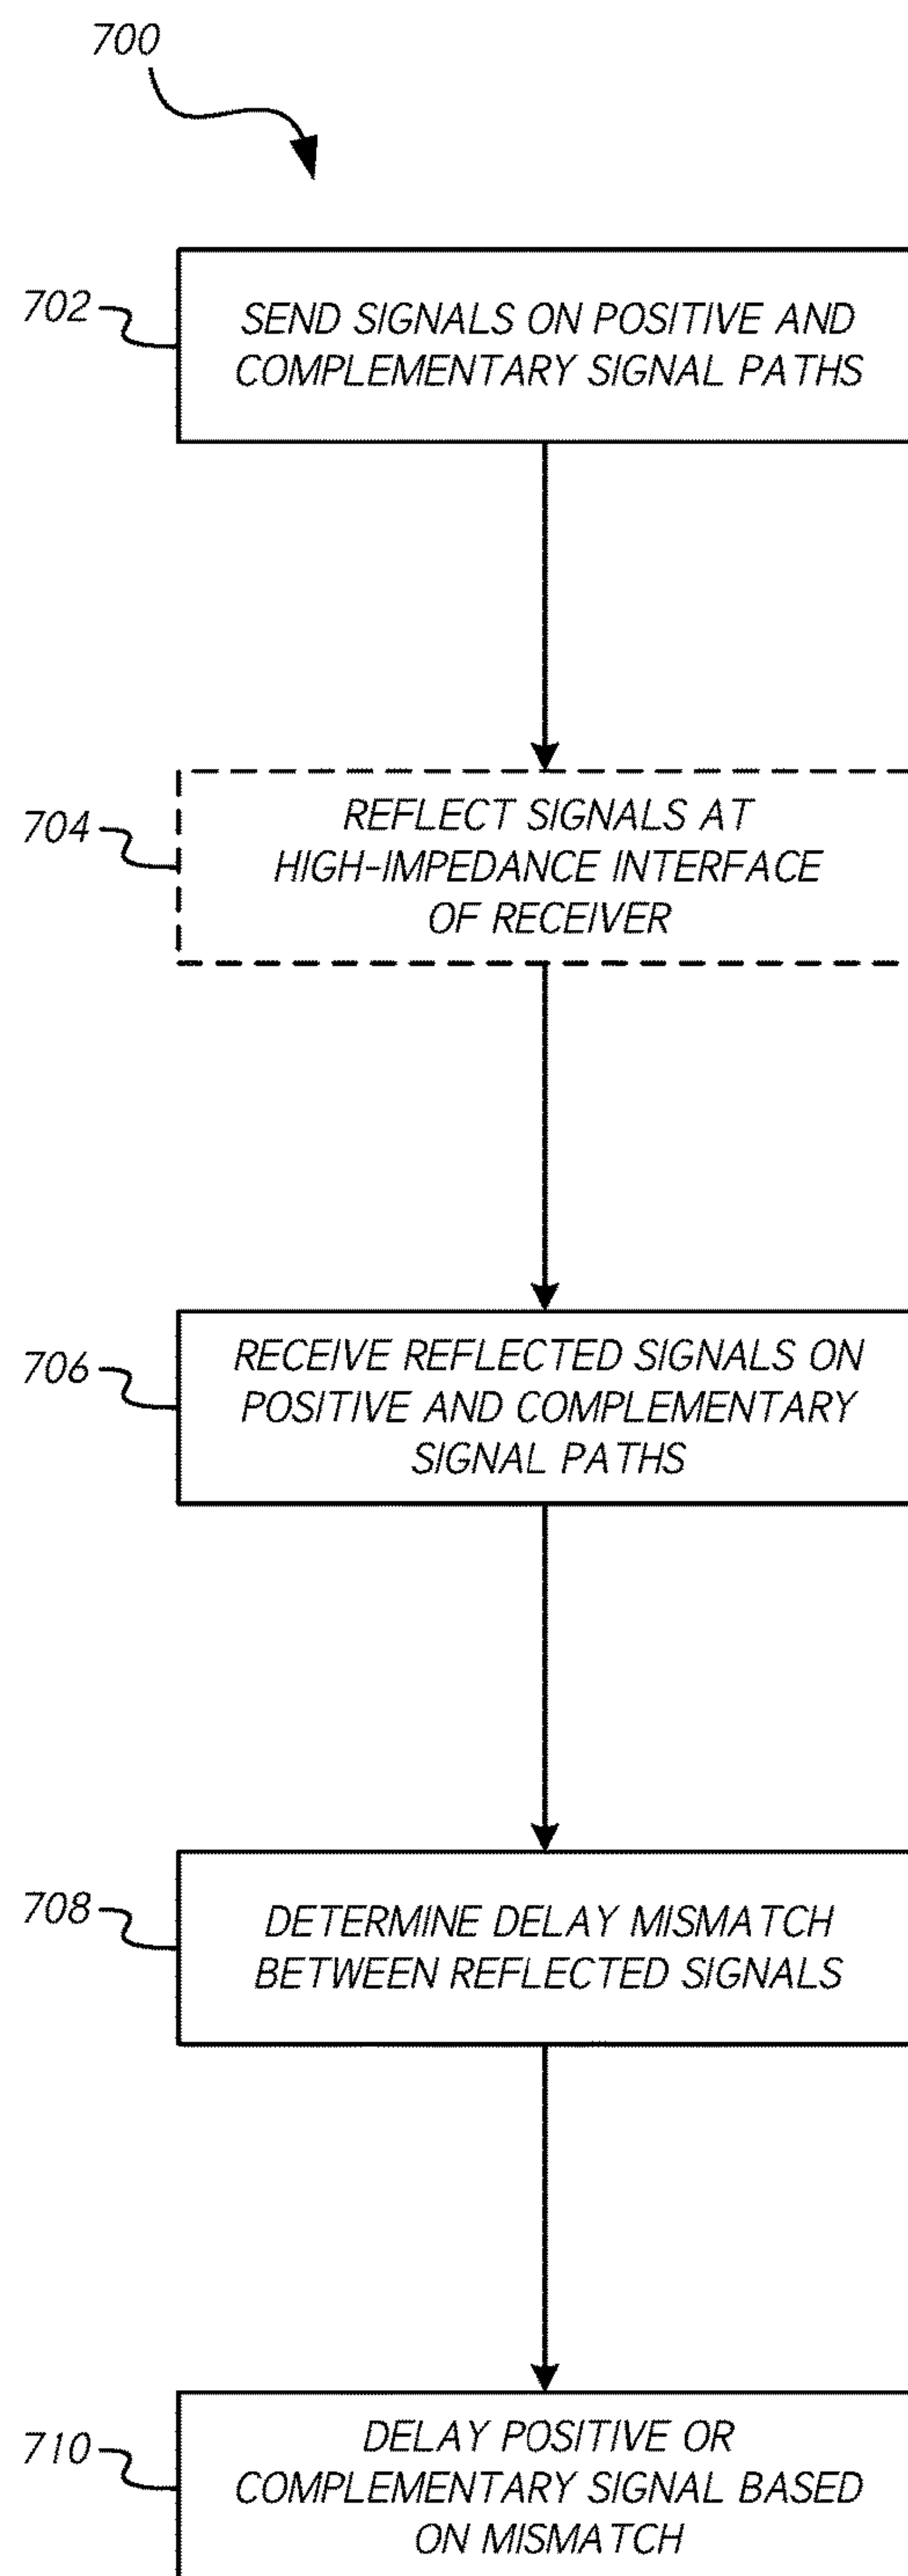 700
702
SEND SIGNALS ON POSITIVE AND
COMPLEMENTARY SIGNAL PATHS
704
REFLECT SIGNALS AT
HIGH-IMPEDANCE INTERFACE
OF RECEIVER
706
RECEIVE REFLECTED SIGNALS ON
POSITIVE AND COMPLEMENTARY
SIGNAL PATHS
708
DETERMINE DELAY MISMATCH
BETWEEN REFLECTED SIGNALS
710
DELAY POSITIVE OR
COMPLEMENTARY SIGNAL BASED
ON MISMATCH